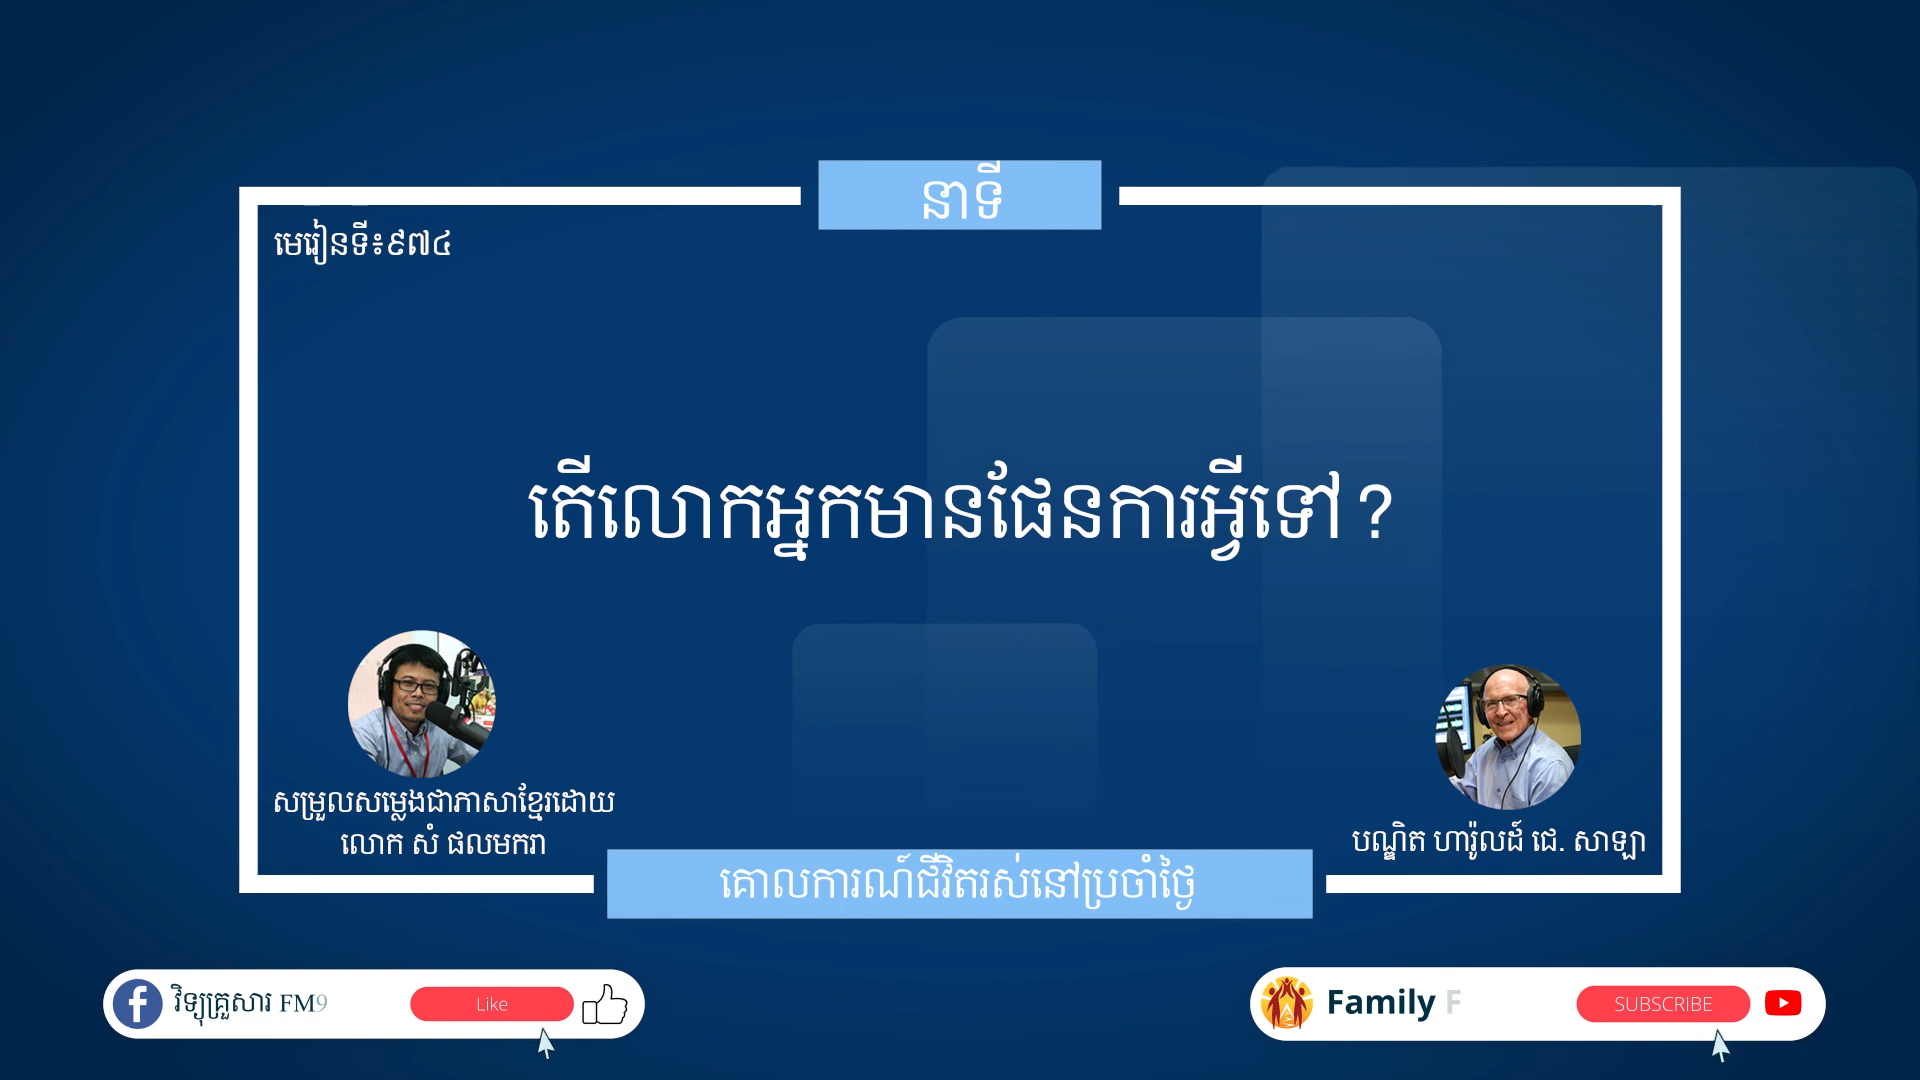 នាទី
មេរៀនទី៖៩៧៤
តើលោកអ្នកមានផែនការអ្វីទៅ ?
សម្រួលសម្លេងជាភាសាខ្មែរដោយ
លោក សំ ផលមករា
បណ្ឌិត ហារ៉ូលដ៍ ជេ. សាឡា
គោលការណ៍ជីវិតរស់នៅប្រចាំថ្ងៃ
វិទ្យុគ្រួសារ FM9
Like
Family F
SUBSCRIBE